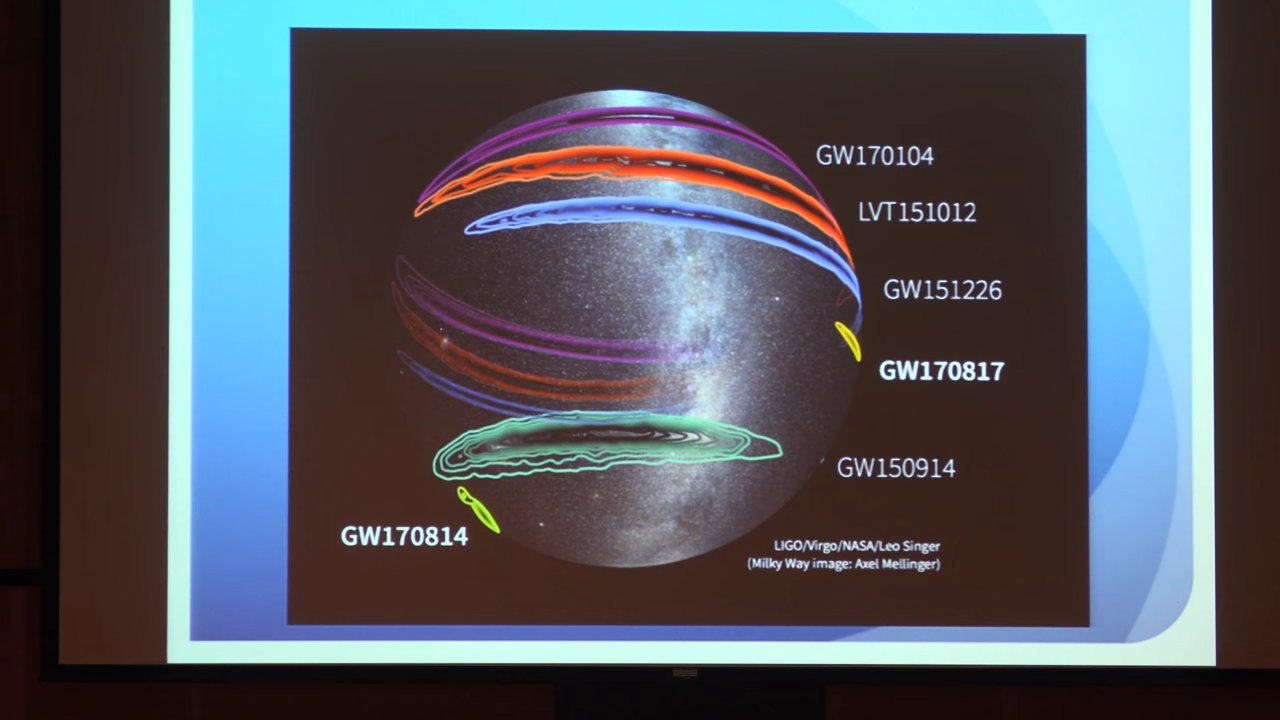 GW170104
LVT151012
GW151226
GW170817
GW150914
GW170814
LIGO/Virgo/NASA/Leo Singer
(Milky Way image: Axel Mellinger)